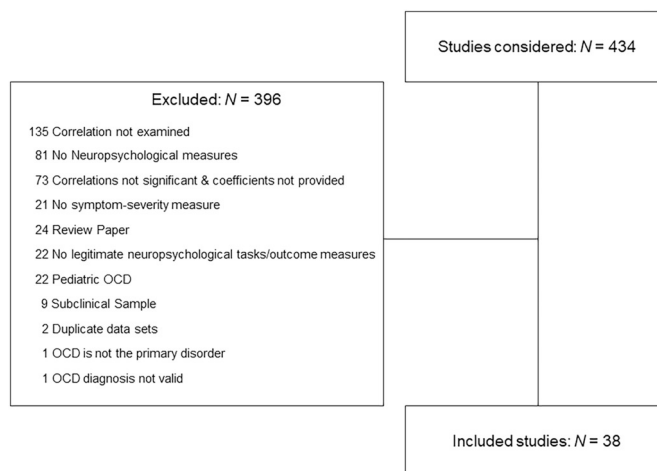 Studies considered: N = 434
Excluded: N = 396
135 Correlation not examined
81 No Neuropsychological measures
73 Correlations not significant & coefficients not provided
21 No symptom-severity measure
24 Review Paper
22 No legitimate neuropsychological tasks/outcome measures
22 Pediatric OCD
9 Subclinical Sample
2 Duplicate data sets
1 OCD is not the primary disorder
1 OCD diagnosis not valid
Included studies: N = 38